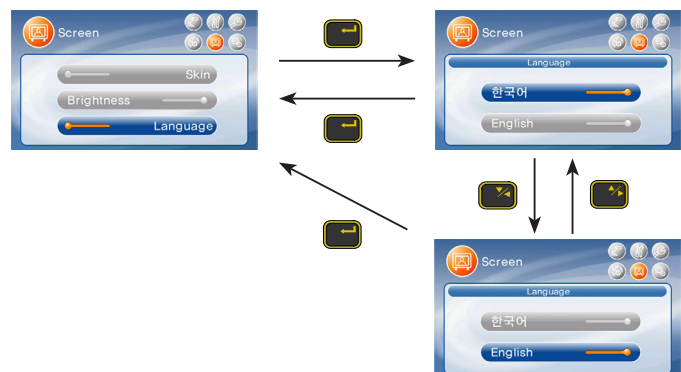 Screen
Skin
Brightness
Language
Screen
Language
한국어
English
Screen
Language
한국어
English